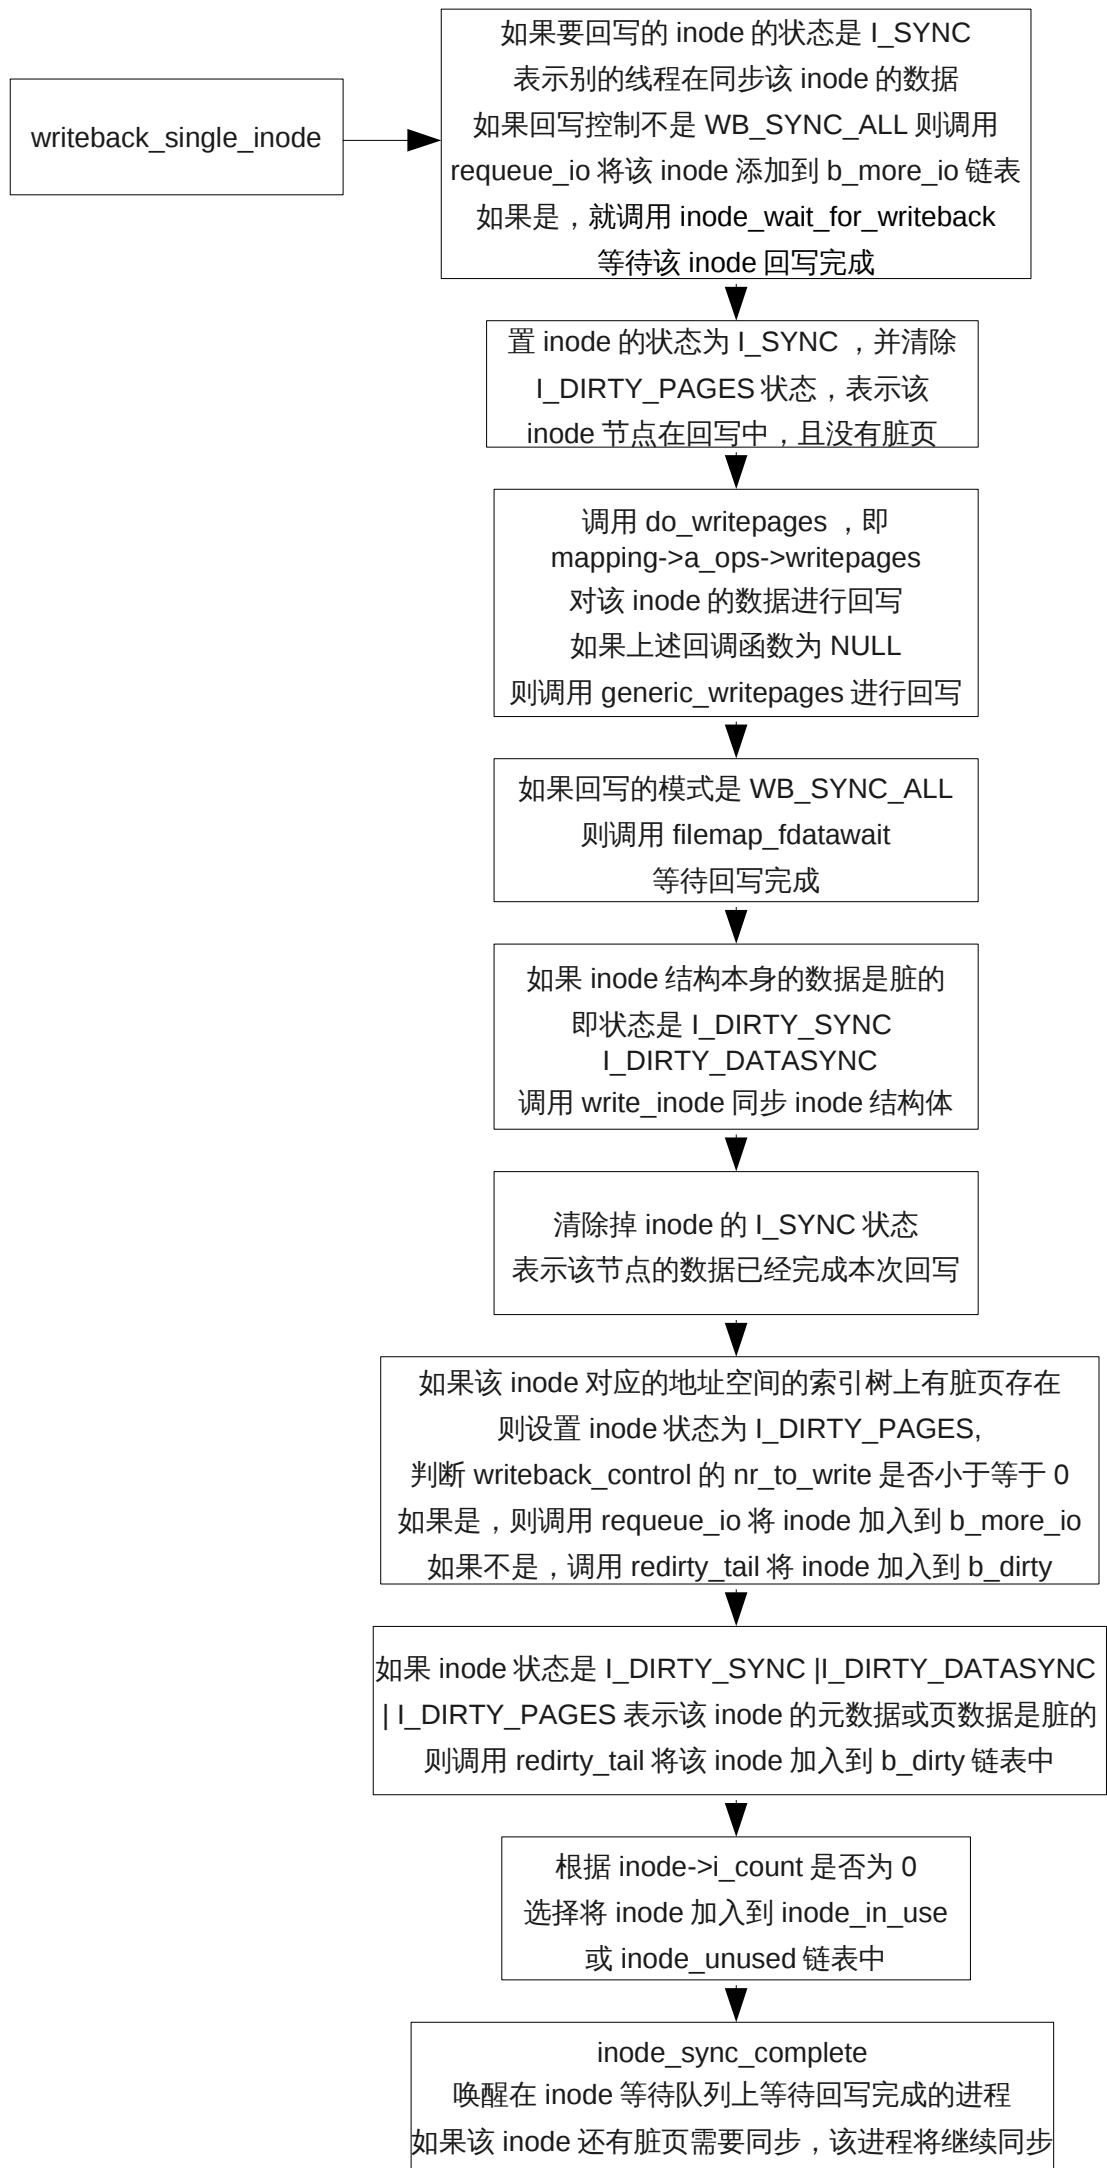 writeback_single_inode
如果要回写的 inode 的状态是 I_SYNC
表示别的线程在同步该 inode 的数据
如果回写控制不是 WB_SYNC_ALL 则调用
requeue_io 将该 inode 添加到 b_more_io 链表
如果是，就调用 inode_wait_for_writeback
等待该 inode 回写完成
置 inode 的状态为 I_SYNC ，并清除
I_DIRTY_PAGES 状态，表示该
inode 节点在回写中，且没有脏页
调用 do_writepages ，即
mapping->a_ops->writepages
对该 inode 的数据进行回写
如果上述回调函数为 NULL
则调用 generic_writepages 进行回写
如果回写的模式是 WB_SYNC_ALL
则调用 filemap_fdatawait
等待回写完成
如果 inode 结构本身的数据是脏的
即状态是 I_DIRTY_SYNC
I_DIRTY_DATASYNC
调用 write_inode 同步 inode 结构体
清除掉 inode 的 I_SYNC 状态
表示该节点的数据已经完成本次回写
如果该 inode 对应的地址空间的索引树上有脏页存在
则设置 inode 状态为 I_DIRTY_PAGES,
判断 writeback_control 的 nr_to_write 是否小于等于 0
如果是，则调用 requeue_io 将 inode 加入到 b_more_io
如果不是，调用 redirty_tail 将 inode 加入到 b_dirty
如果 inode 状态是 I_DIRTY_SYNC |I_DIRTY_DATASYNC
| I_DIRTY_PAGES 表示该 inode 的元数据或页数据是脏的
则调用 redirty_tail 将该 inode 加入到 b_dirty 链表中
根据 inode->i_count 是否为 0
选择将 inode 加入到 inode_in_use
或 inode_unused 链表中
inode_sync_complete
唤醒在 inode 等待队列上等待回写完成的进程
如果该 inode 还有脏页需要同步，该进程将继续同步